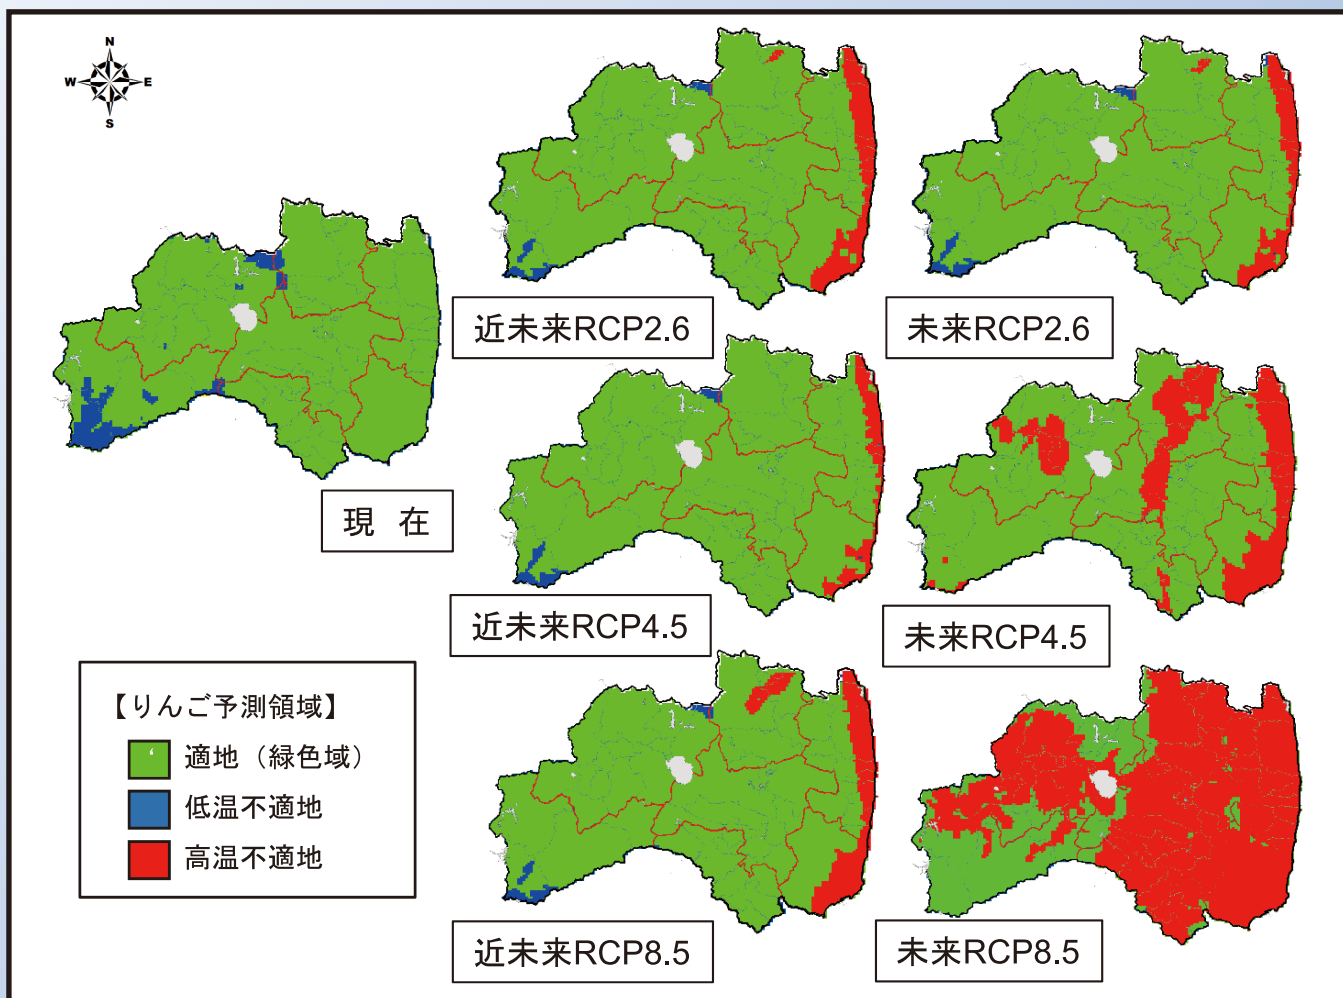 N
W E
S
近未来RCP2.6
未来RCP2.6
現 在
近未来RCP4.5
未来RCP4.5
【りんご予測領域】
適地（緑色域）
低温不適地
高温不適地
近未来RCP8.5
未来RCP8.5